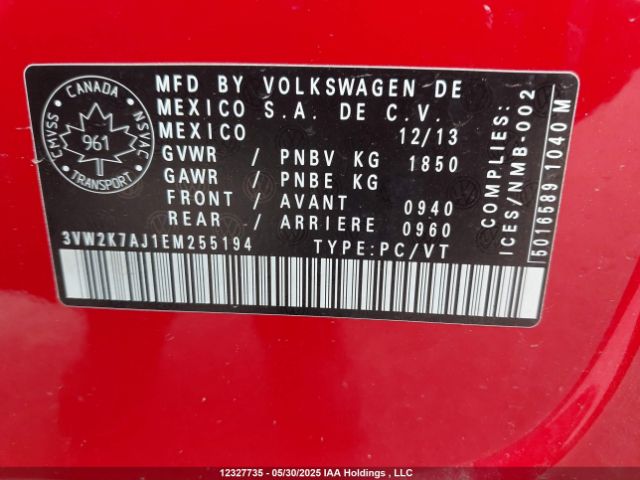 MFD BY VOLKSWAGEN DE
MEXICO S.A. DE C.V.
MEXICO 12/13
GVWR / PNBV KG 1850
GAWR / PNBE KG
FRONT / AVANT 0940
REAR / ARRIERE 0960
3VW2K7AJ1EM255194 TYPE:PC/VT
CANADA
CMVSS
961
NSVAC
TRANSPORT
COMPLIES:
ICES/NMB-002
5016589 1040 M
12327735 - 05/30/2025 IAA Holdings , LLC